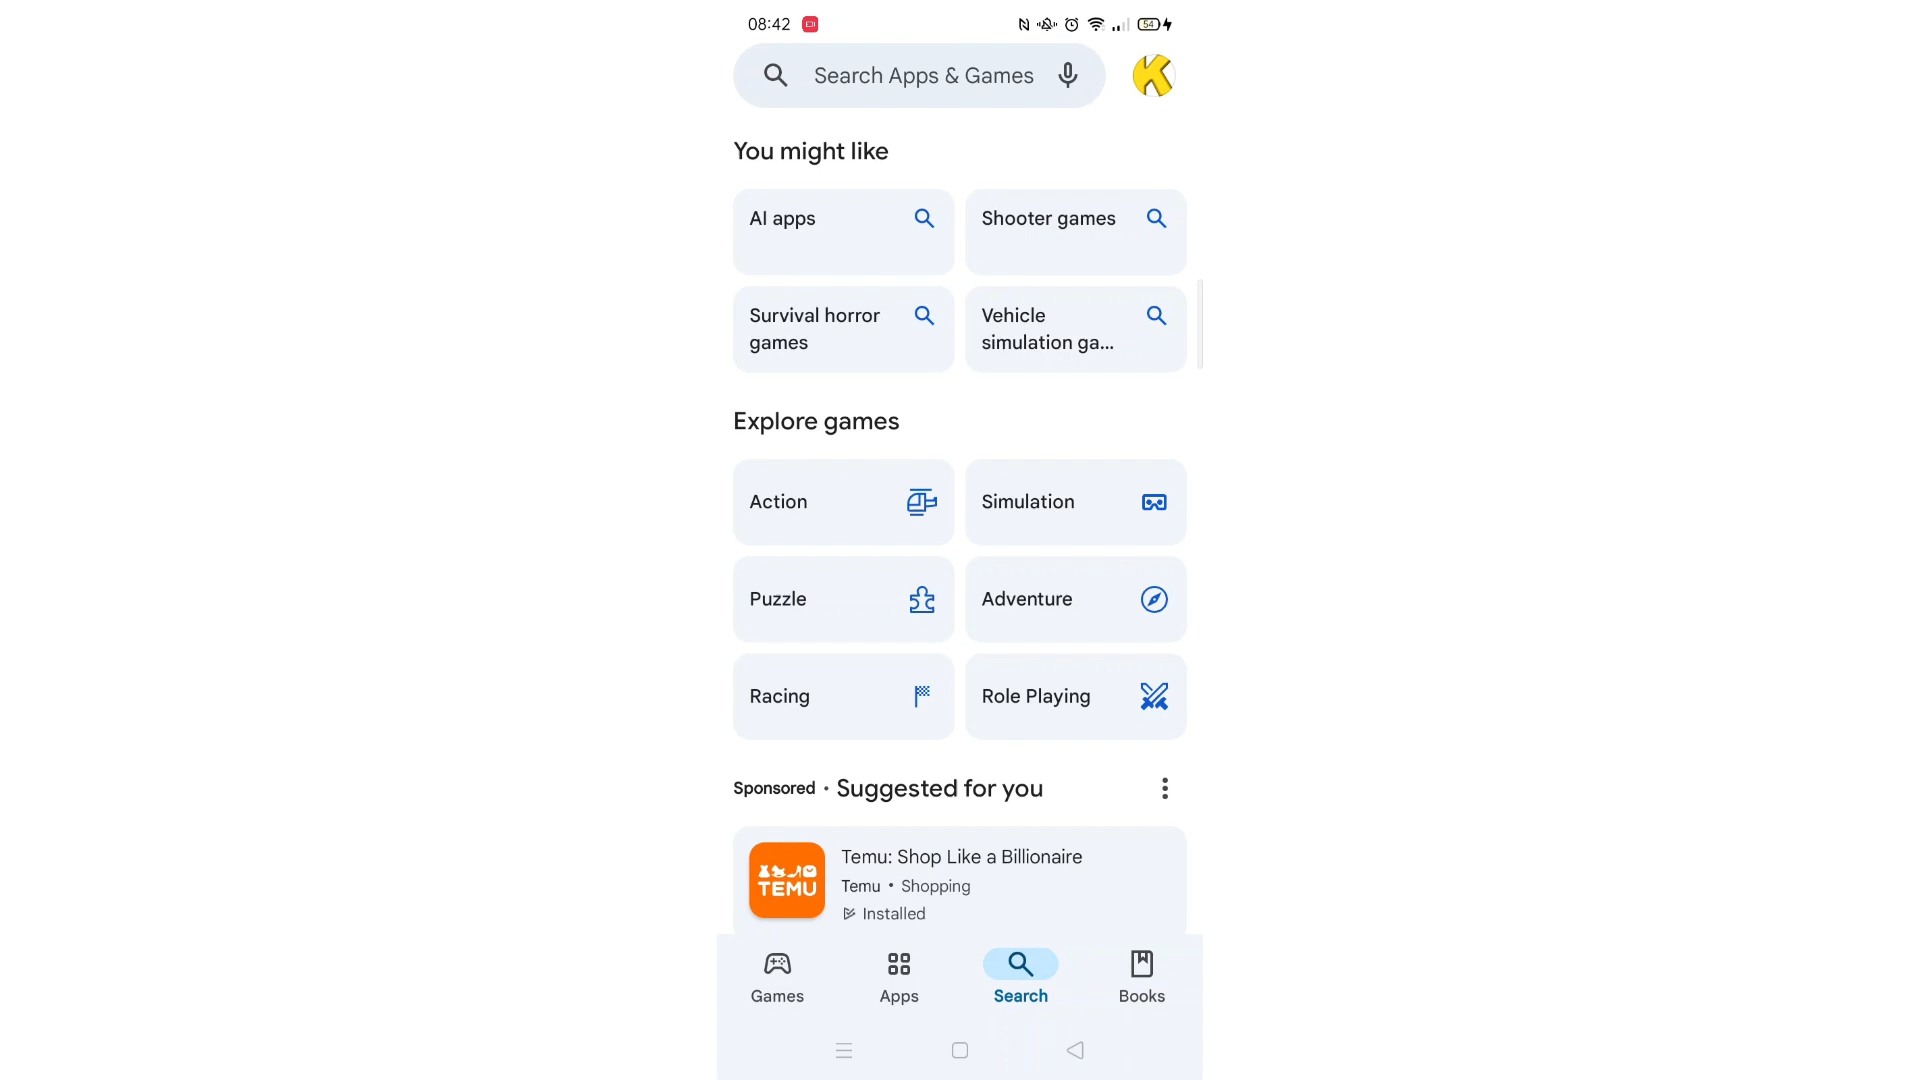 08:42
54
Search Apps & Games
You might like
AI apps
Shooter games
Survival horror
games
Vehicle
simulation ga...
Explore games
Action
Simulation
Puzzle
Adventure
Racing
Role Playing
Sponsored • Suggested for you
TEMU
Temu: Shop Like a Billionaire
Temu • Shopping
Installed
Games
Apps
Search
Books